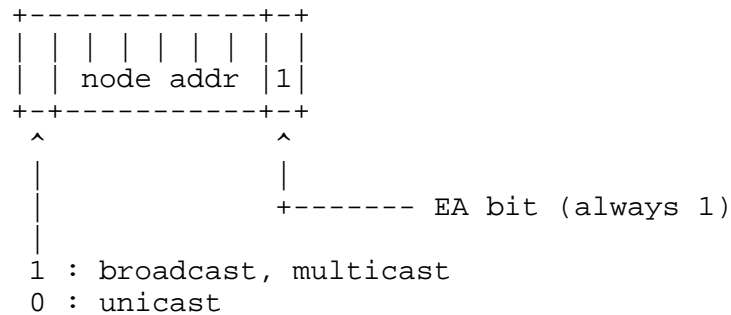 +-------------+-+
| | | | | | | | |
| | node addr |1|
+-+-----------+-+
^ ^
| |
| +------- EA bit (always 1)
|
1 : broadcast, multicast
0 : unicast